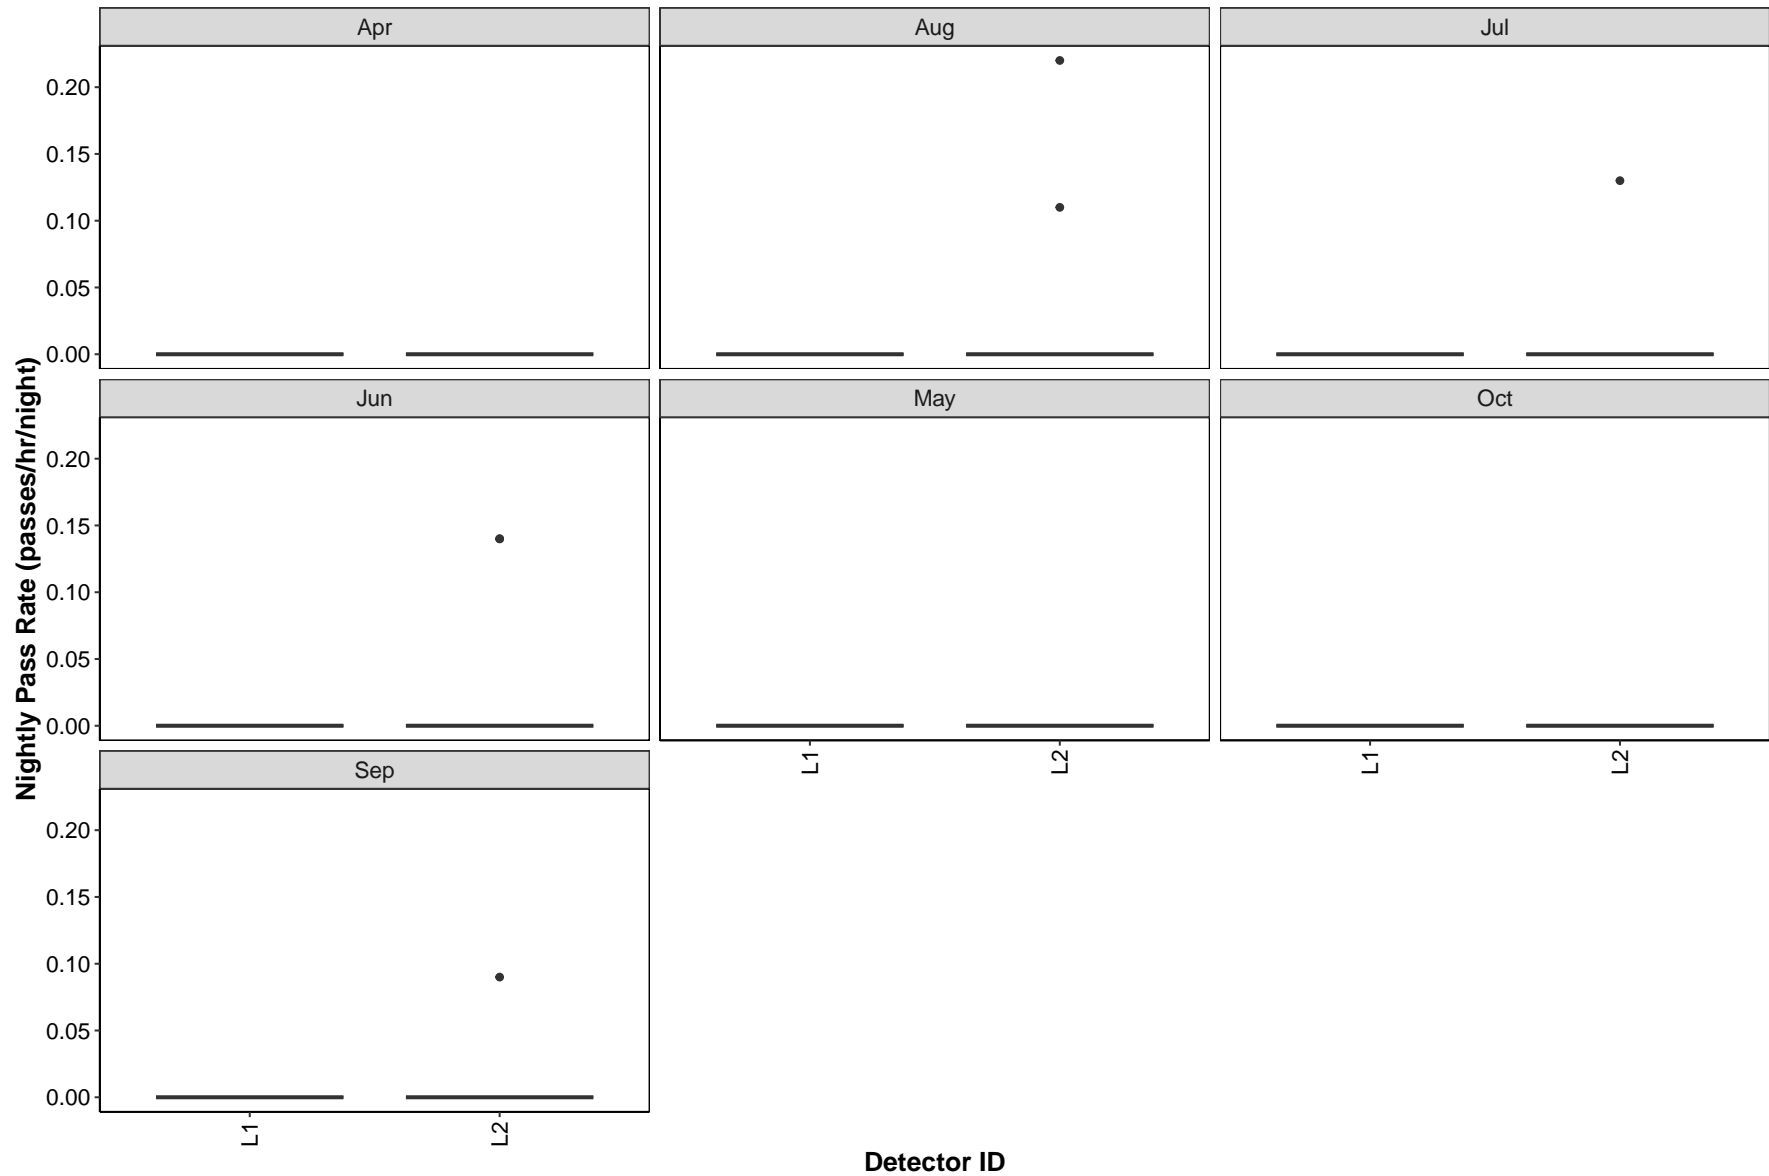 Apr
Aug
Jul
0.20
0.15
0.10
0.05
0.00
Jun
May
Oct
0.20
0.15
0.10
0.05
0.00
L1
L2
L1
L2
Sep
0.20
0.15
0.10
0.05
0.00
L1
L2
Nightly Pass Rate (passes/hr/night)
Detector ID